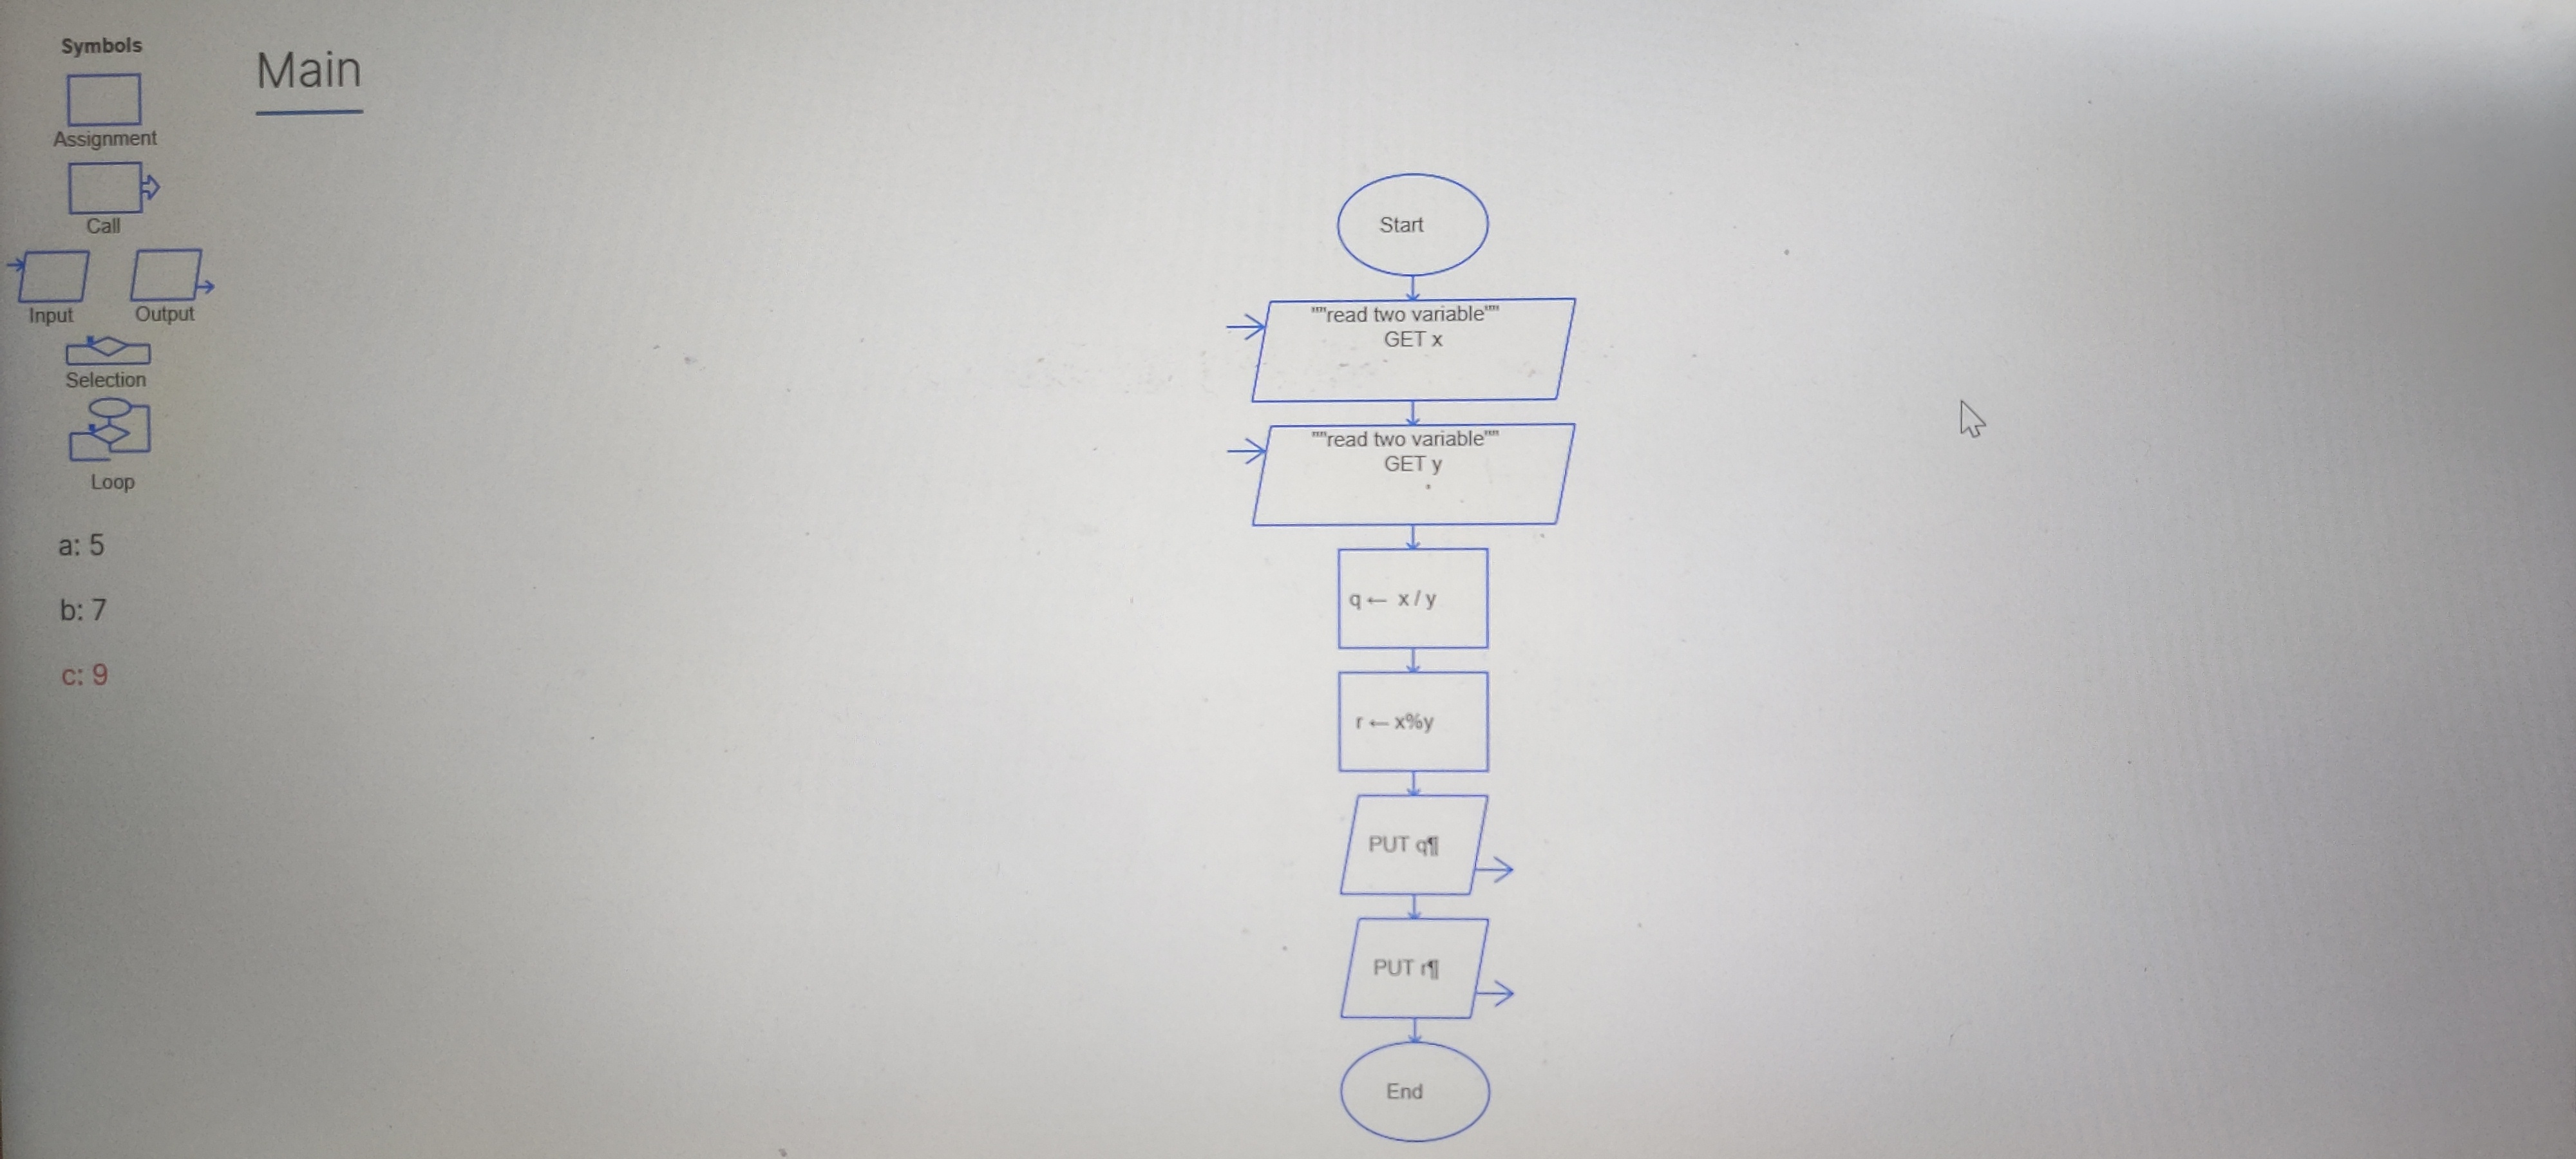 Symbols
Assignment
Call
Input
Output
Selection
Loop
a: 5
b: 7
c: 9
Main
Start
""read two variable""
GET x
""read two variable""
GET y
q ← x / y
r ← x%y
PUT q¶
PUT r¶
End